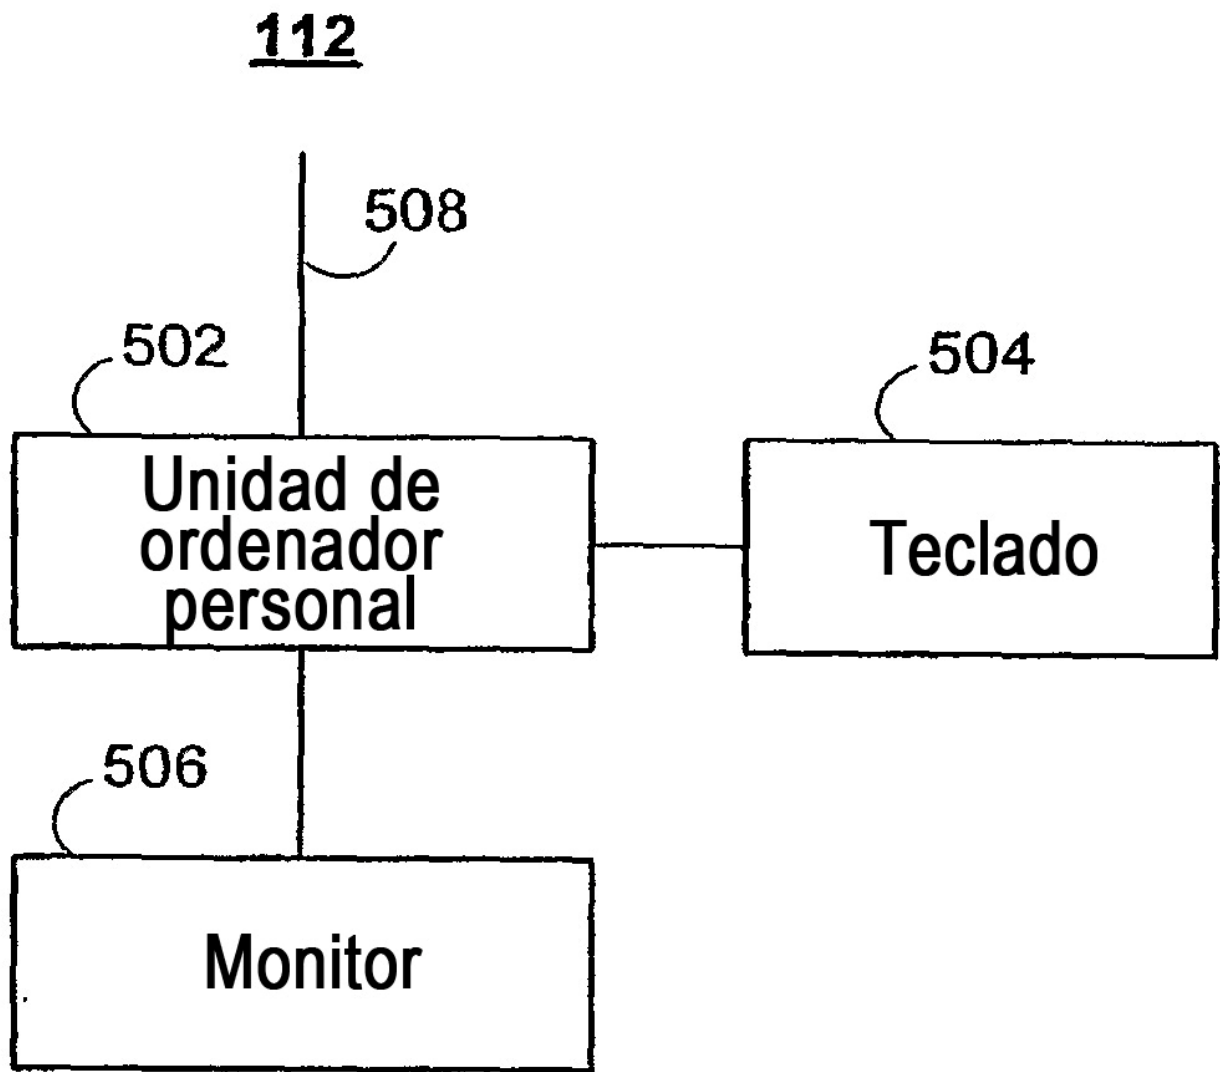 112
508
502
504
Unidad de
ordenador
personal
Teclado
506
Monitor